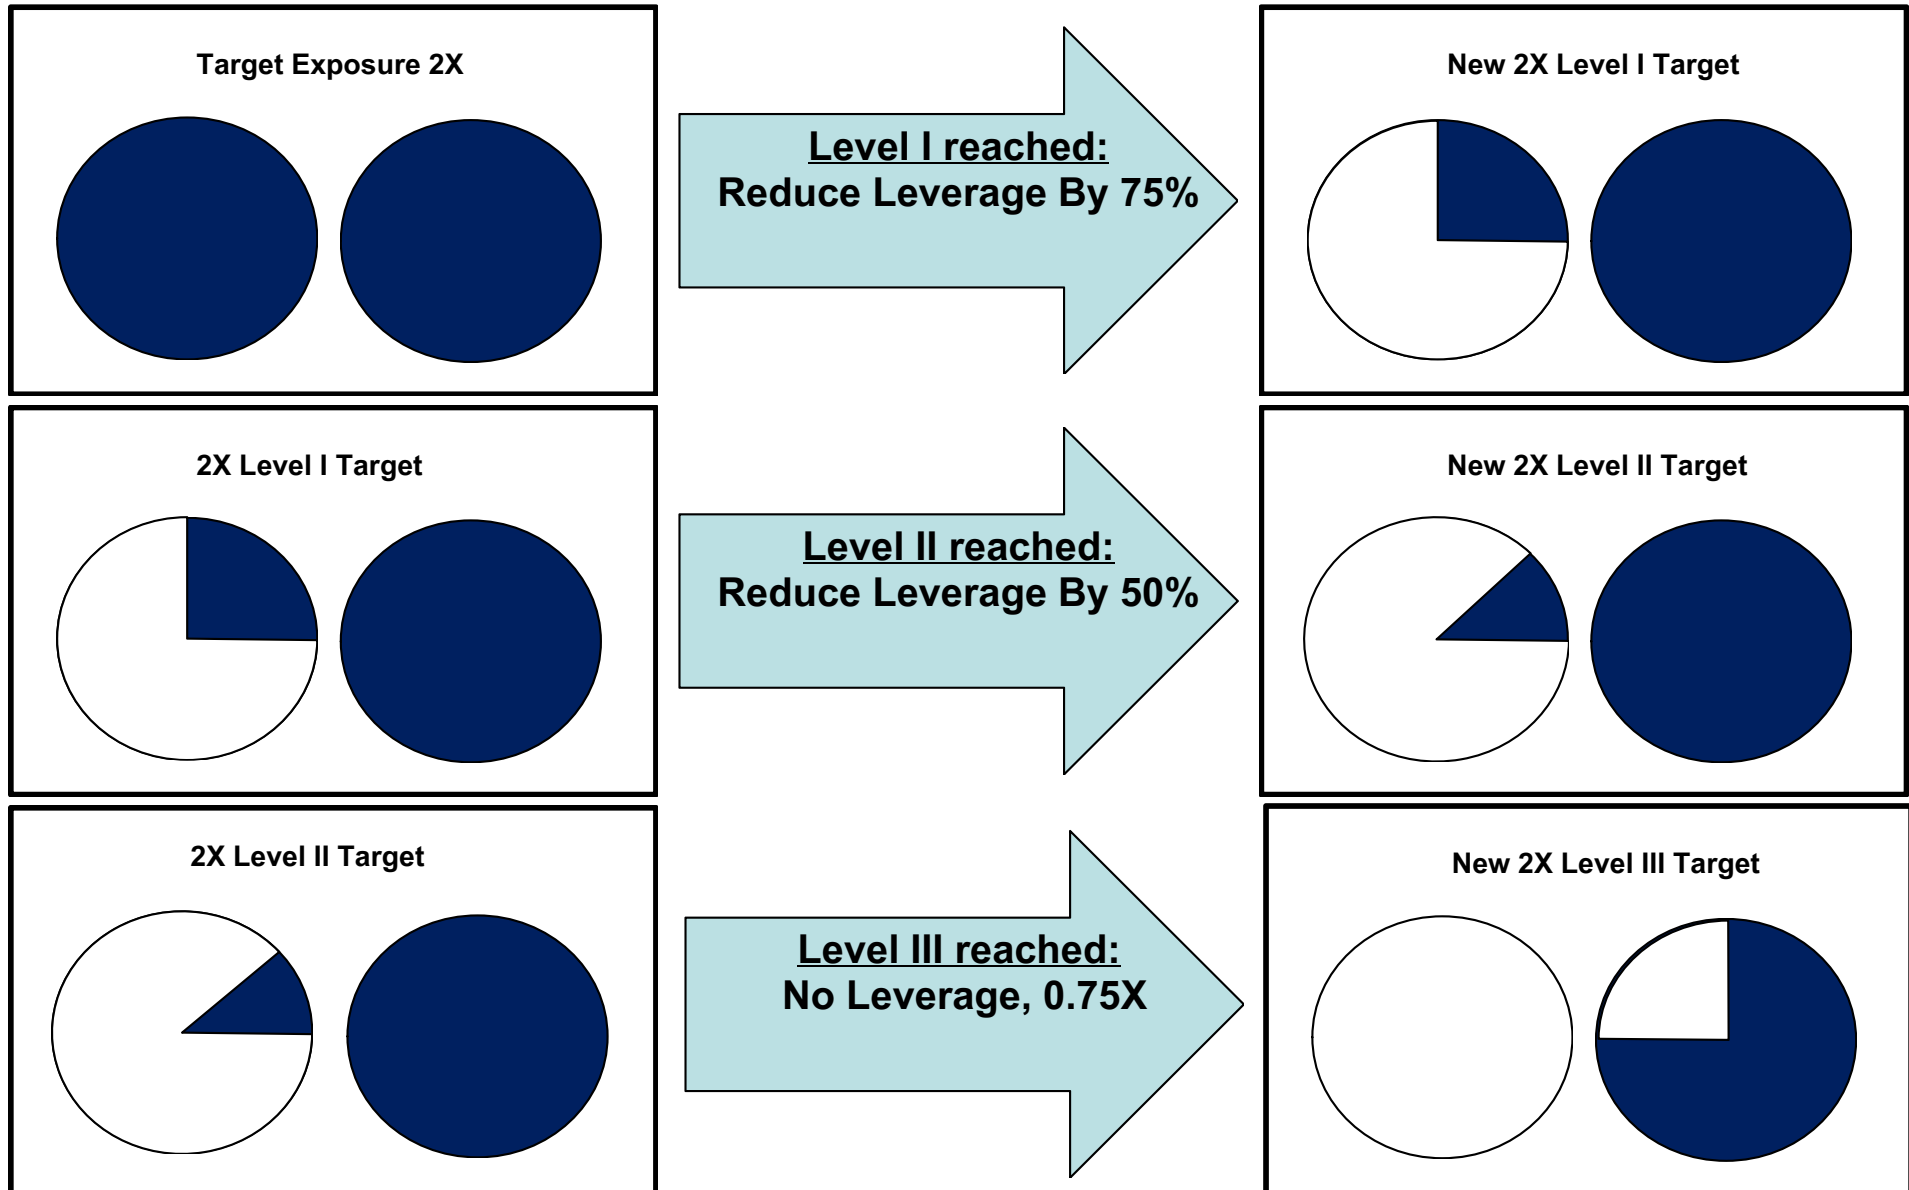 Target Exposure 2X
Level I reached:
Reduce Leverage By 75%
New 2X Level I Target
2X Level I Target
Level II reached:
Reduce Leverage By 50%
New 2X Level II Target
2X Level II Target
Level III reached:
No Leverage, 0.75X
New 2X Level III Target